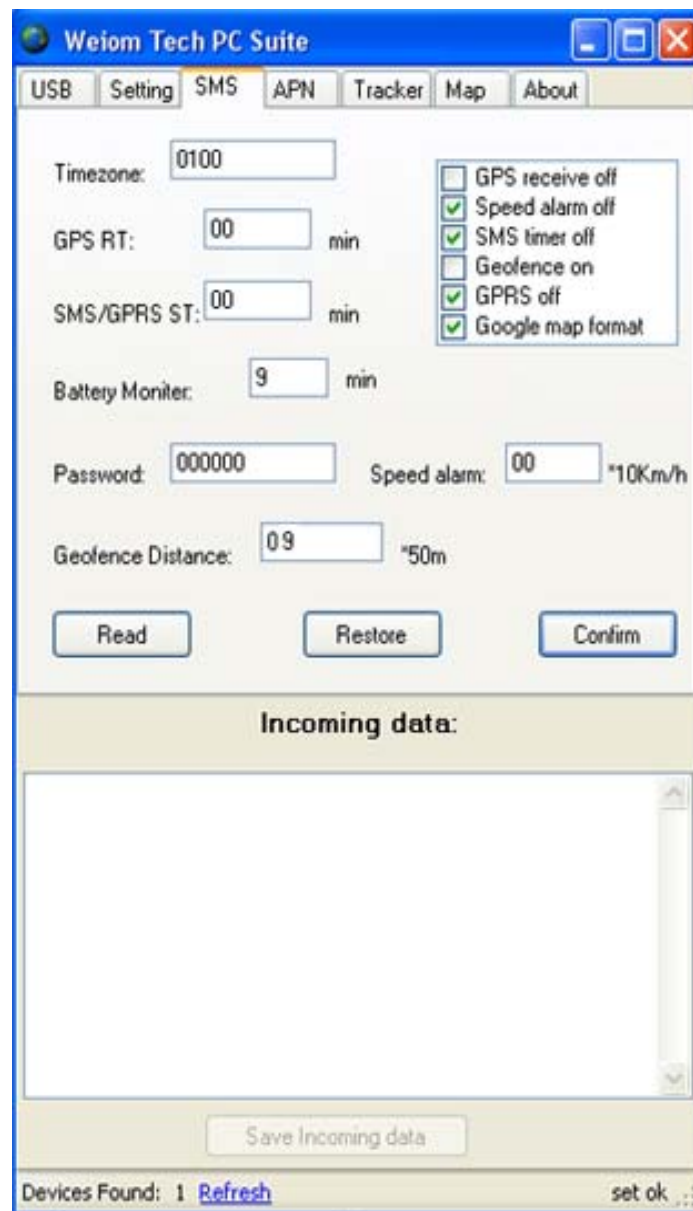 Weiom Tech PC Suite
USB Setting SMS APN Tracker Map About
Timezone: 0100
GPS receive off
Speed alarm off
SMS timer off
Geofence on
GPRS off
Google map format
GPS RT: 00 min
SMS/GPRS ST: 00 min
Battery Moniter: 9 min
Password: 000000 Speed alarm: 00 *10Km/h
Geofence Distance: 09 *50m
Read Restore Confirm
Incoming data:
Save Incoming data
Devices Found: 1 Refresh set ok